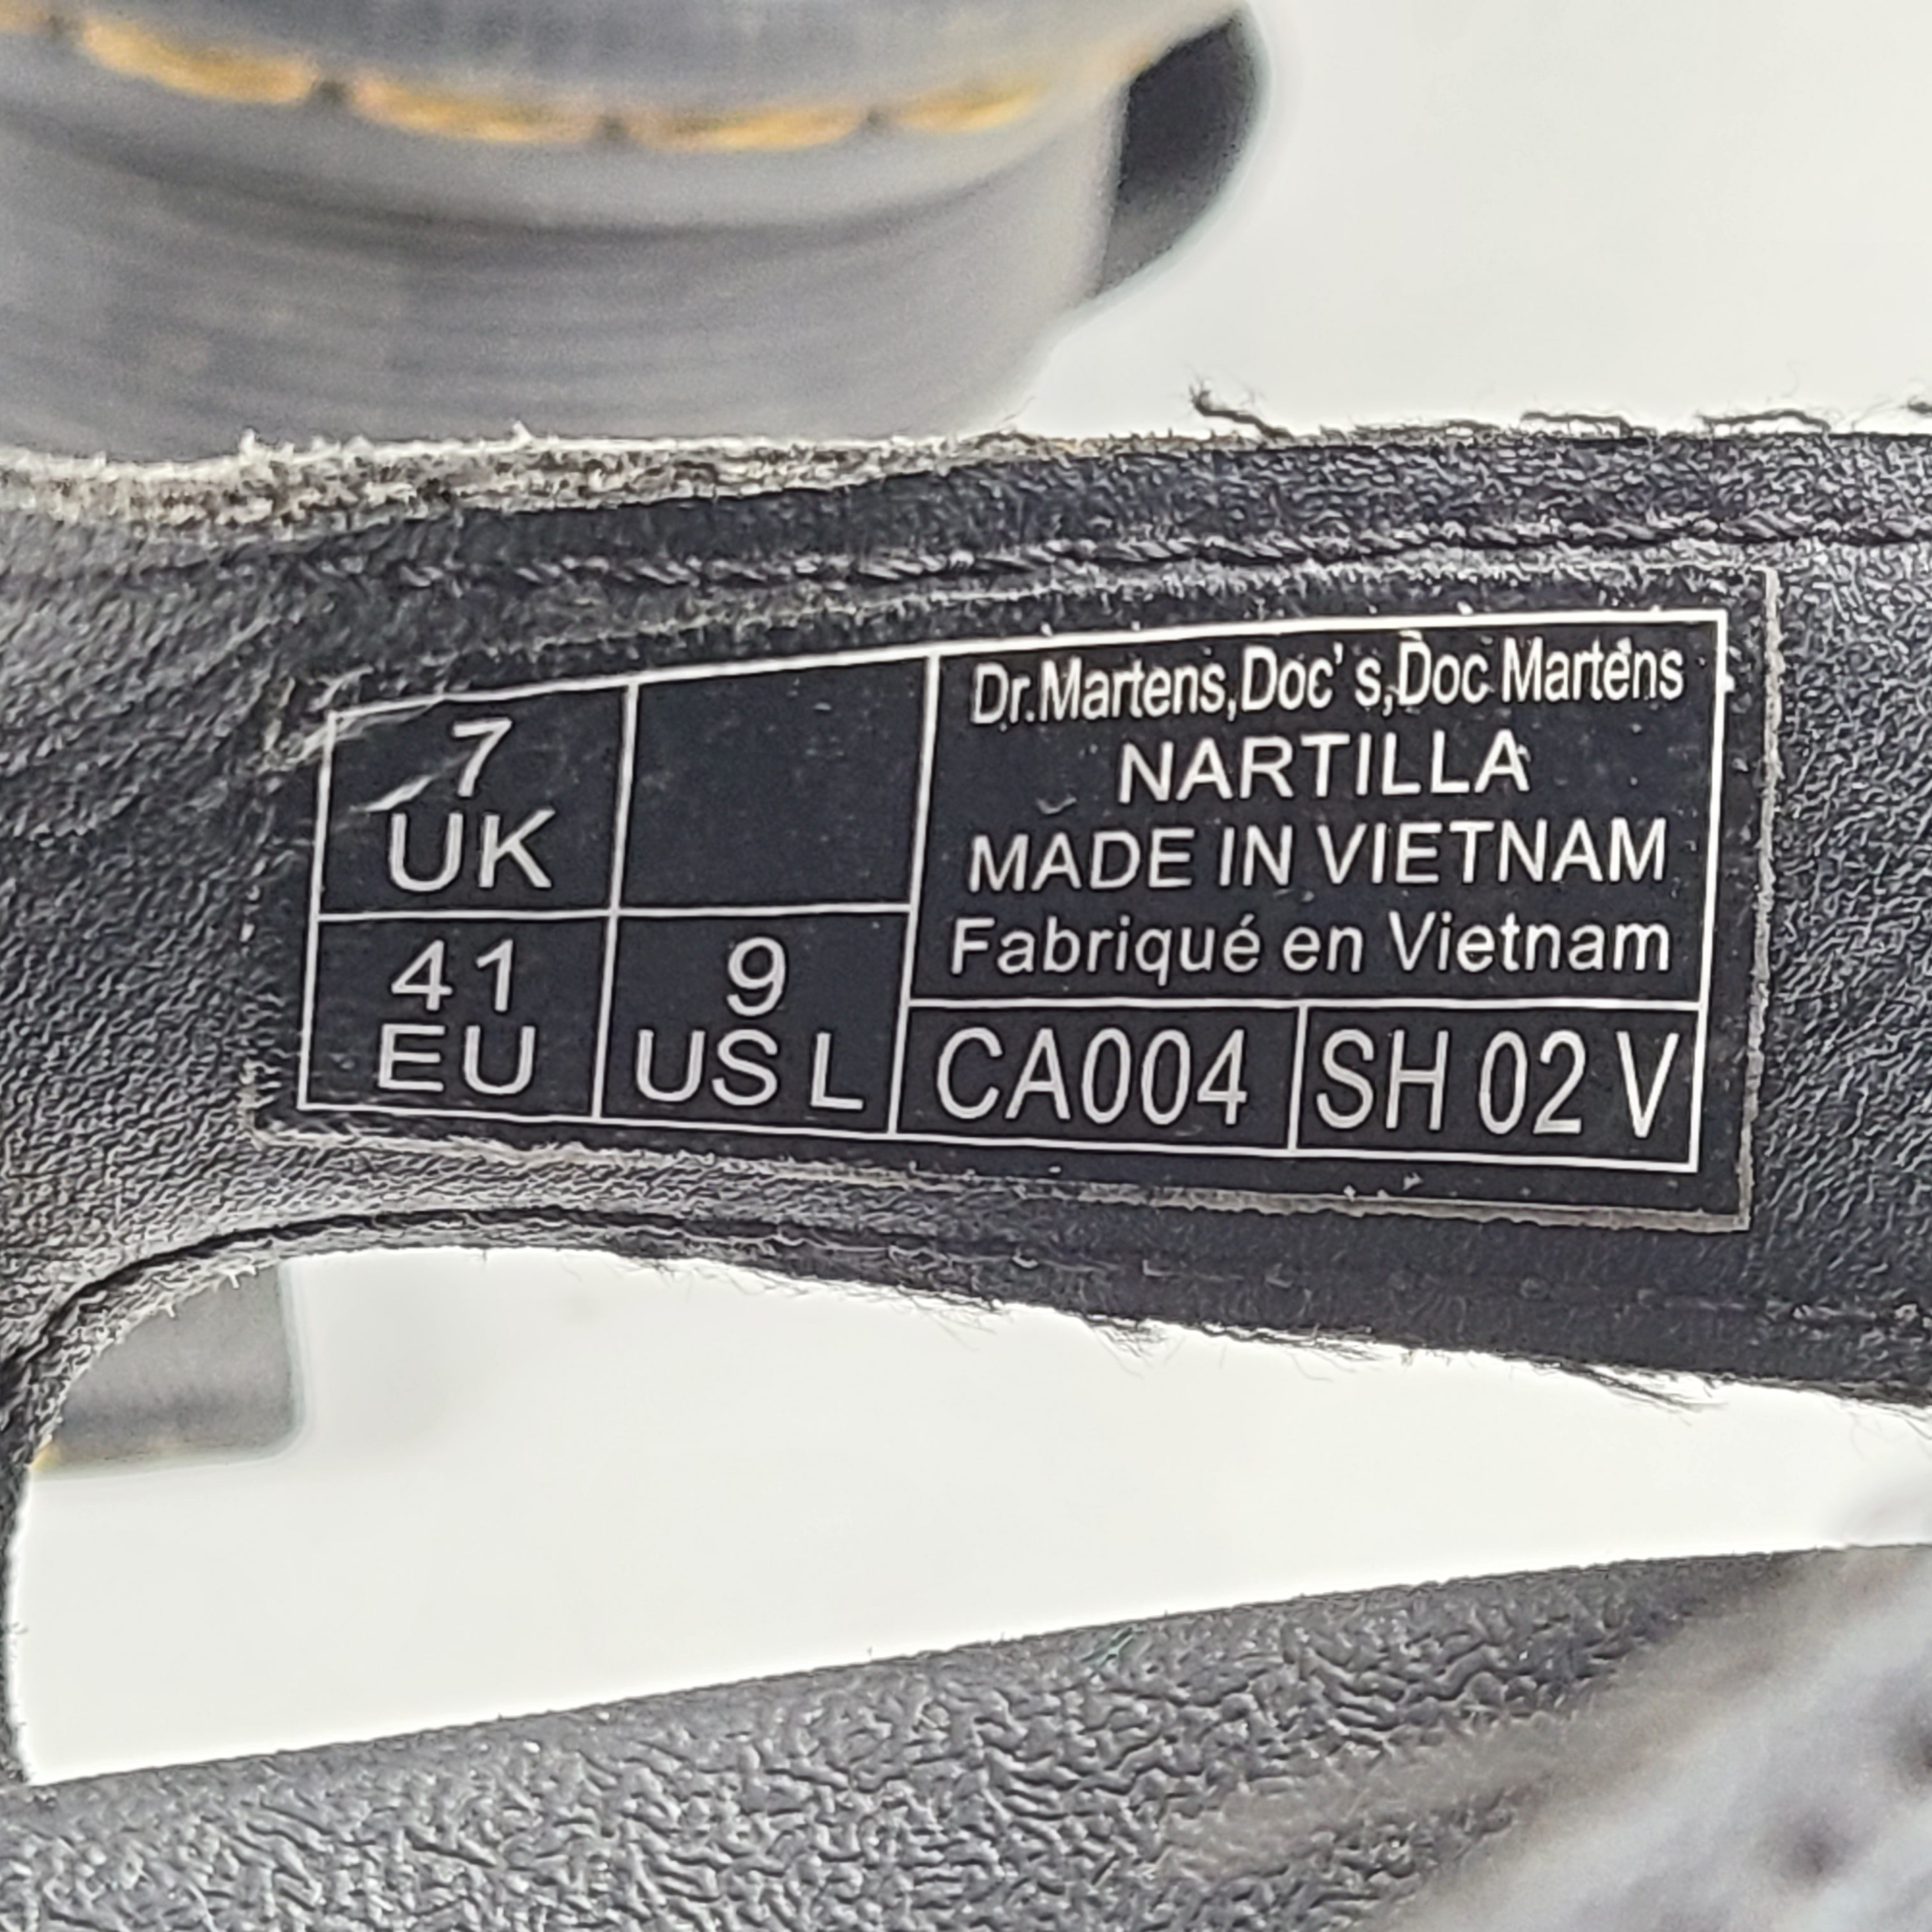 7
UK
41
EU
9
US L
Dr.Martens,Doc's,Doc Martens
NARTILLA
MADE IN VIETNAM
Fabriqué en Vietnam
CA004
SH 02 V